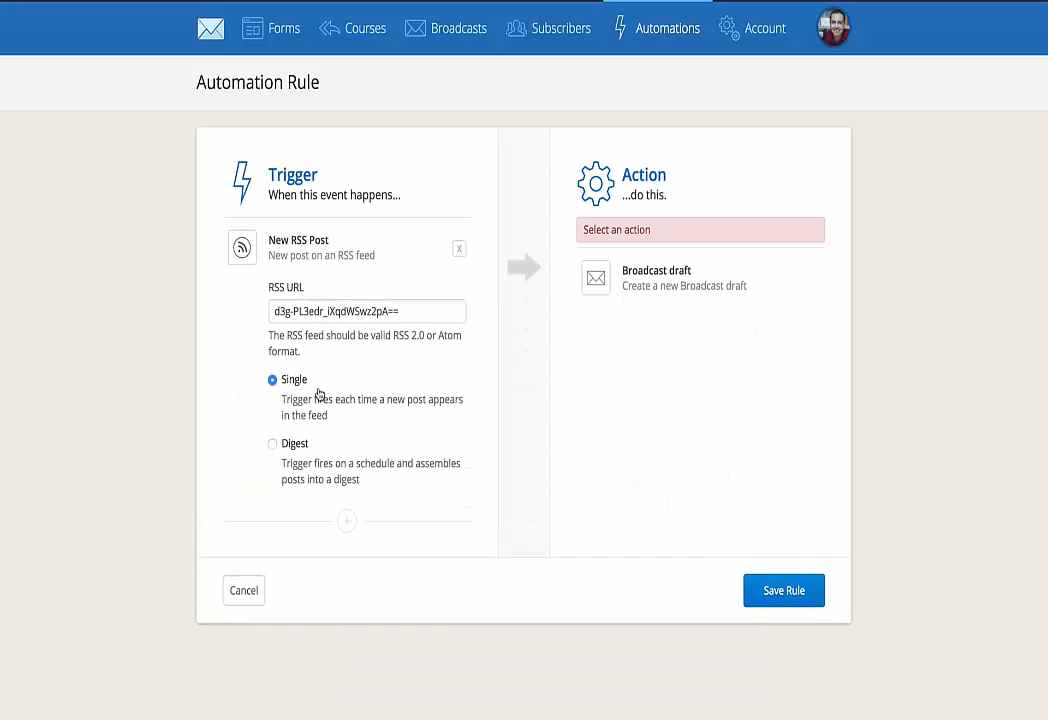 Forms
Courses
Broadcasts
Subscribers
Automations
Account
Automation Rule
Trigger
When this event happens...
New RSS Post
New post on an RSS feed
X
RSS URL
d3g-PL3edr_iXqdWSwz2pA==
The RSS feed should be valid RSS 2.0 or Atom
format.
Single
Trigger fires each time a new post appears
in the feed
Digest
Trigger fires on a schedule and assembles
posts into a digest
Action
...do this.
Select an action
Broadcast draft
Create a new Broadcast draft
Cancel
Save Rule